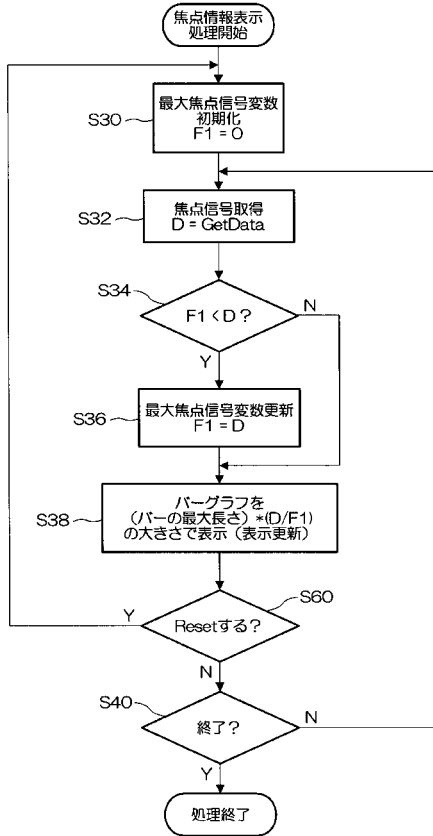 焦点情報表示
処理開始
S30
最大焦点信号変数
初期化
F1 = 0
S32
焦点信号取得
D = GetData
S34
F1 < D ?
N
Y
S36
最大焦点信号変数更新
F1 = D
S38
バーグラフを
(バーの最大長さ) *(D/F1)
の大きさで表示 (表示更新)
S60
Y
Resetする?
N
S40
終了?
N
Y
処理終了